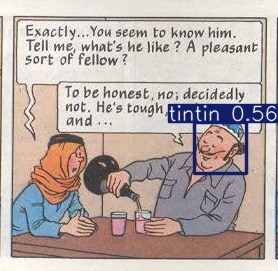 Exactly...You seem to know him.
Tell me, what's he like? A pleasant
sort of fellow?
To be honest, no; decidedly
not. He's tough,
and ...
tintin 0.56